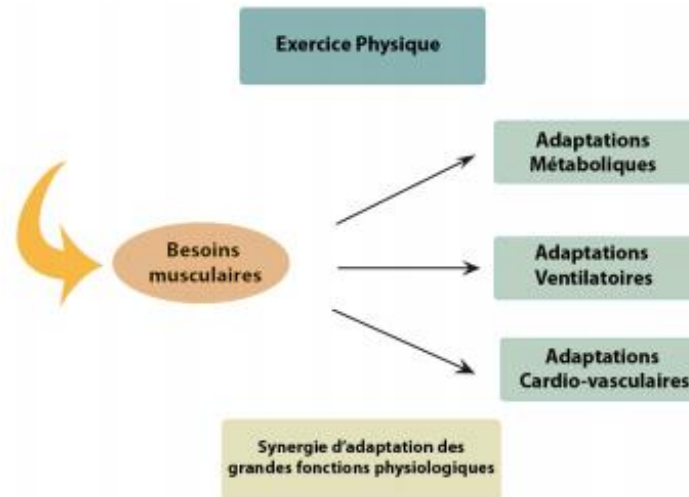 Exercice Physique
Adaptations
Métaboliques
Besoins
musculaires
Adaptations
Ventilatoires
Adaptations
Cardio-vasculaires
Synergie d'adaptation des
grandes fonctions physiologiques